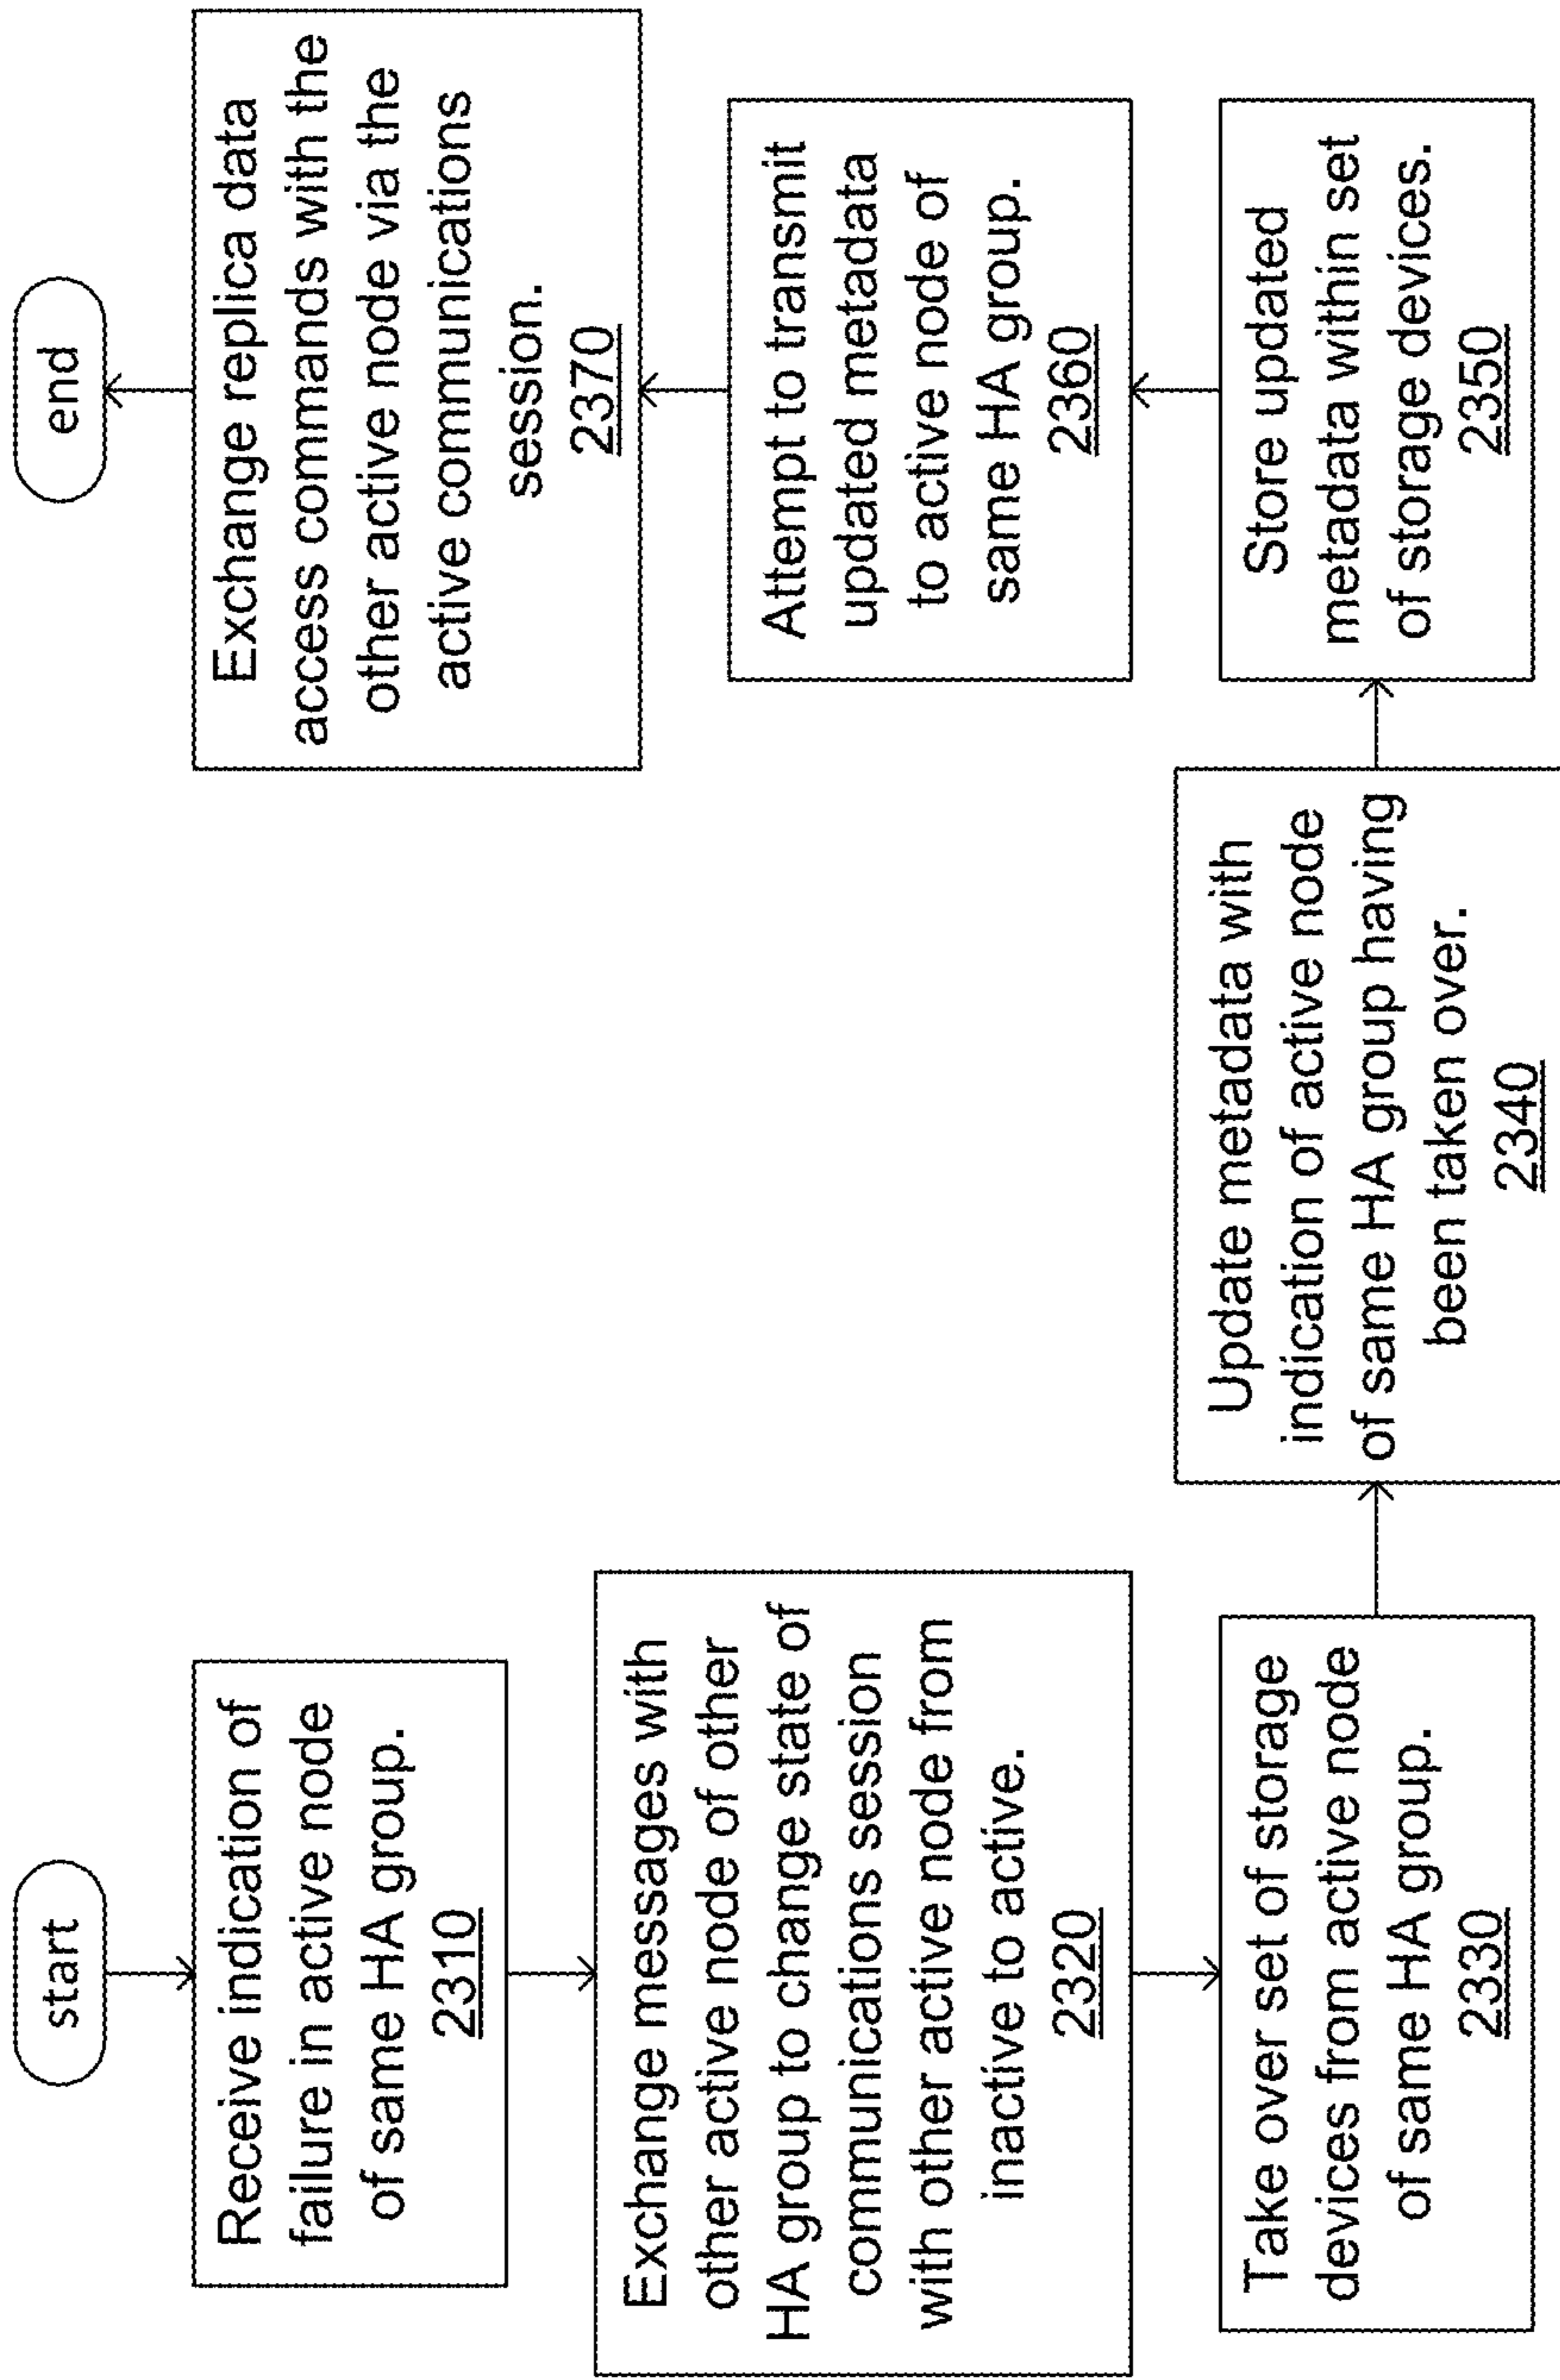 start
Receive indication of
failure in active node
of same HA group.
2310
Exchange messages with
other active node of other
HA group to change state of
communications session
with other active node from
inactive to active.
2320
Take over set of storage
devices from active node
of same HA group.
2330
Update metadata with
indication of active node
of same HA group having
been taken over.
2340
Store updated
metadata within set
of storage devices.
2350
Attempt to transmit
updated metadata
to active node of
same HA group.
2360
Exchange replica data
access commands with the
other active node via the
active communications
session.
2370
end